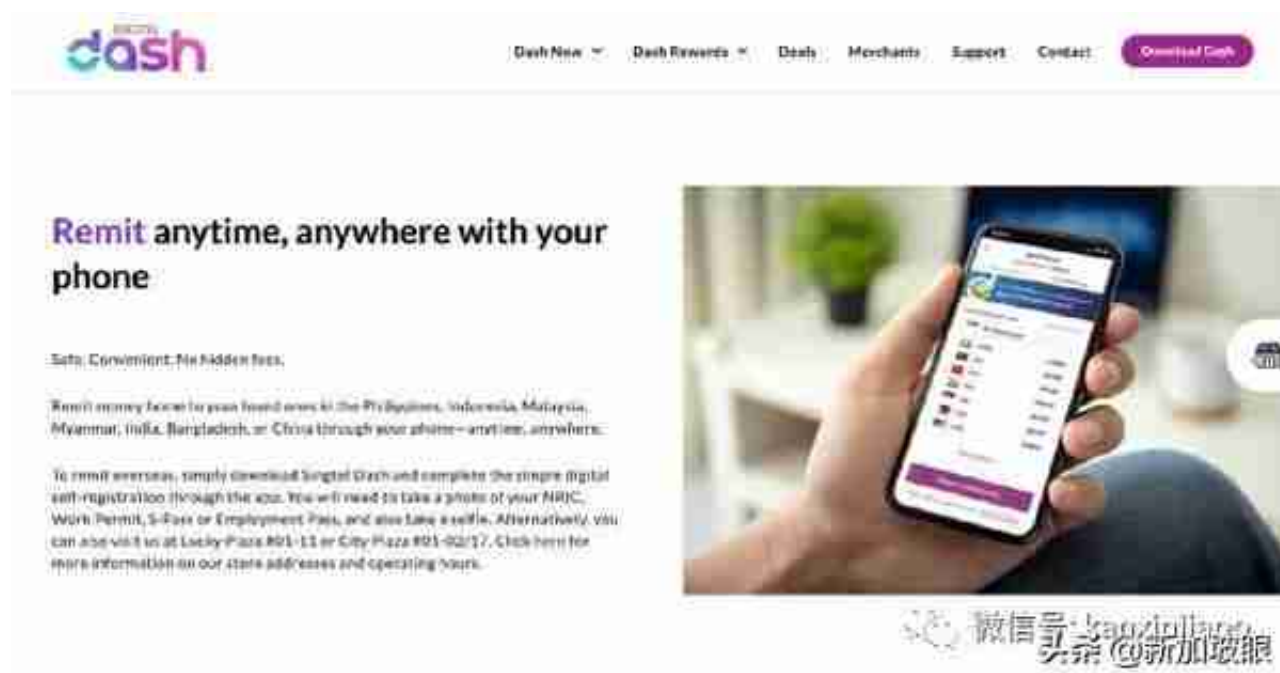 dash
Dash Now
Dash Rewards
Deals
Merchants
Support
Contact
Download Dash
Remit anytime, anywhere with your
phone
Safe. Convenient. No hidden fees.
Remit money home to your loved ones in the Philippines, Indonesia, Malaysia,
Myanmar, India, Bangladesh, or China through your phone—anytime, anywhere.
To remit overseas, simply download Singtel Dash and complete the simple digital
self-registration through the app. You will need to take a photo of your NRIC,
Work Permit, S-Pass or Employment Pass, and also take a selfie. Alternatively, you
can also visit us at Lucky Plaza #01-11 or City Plaza #01-02/17. Click here for
more information on our store addresses and operating hours.
微信号: kanxinjiapo
头条 @新加坡眼